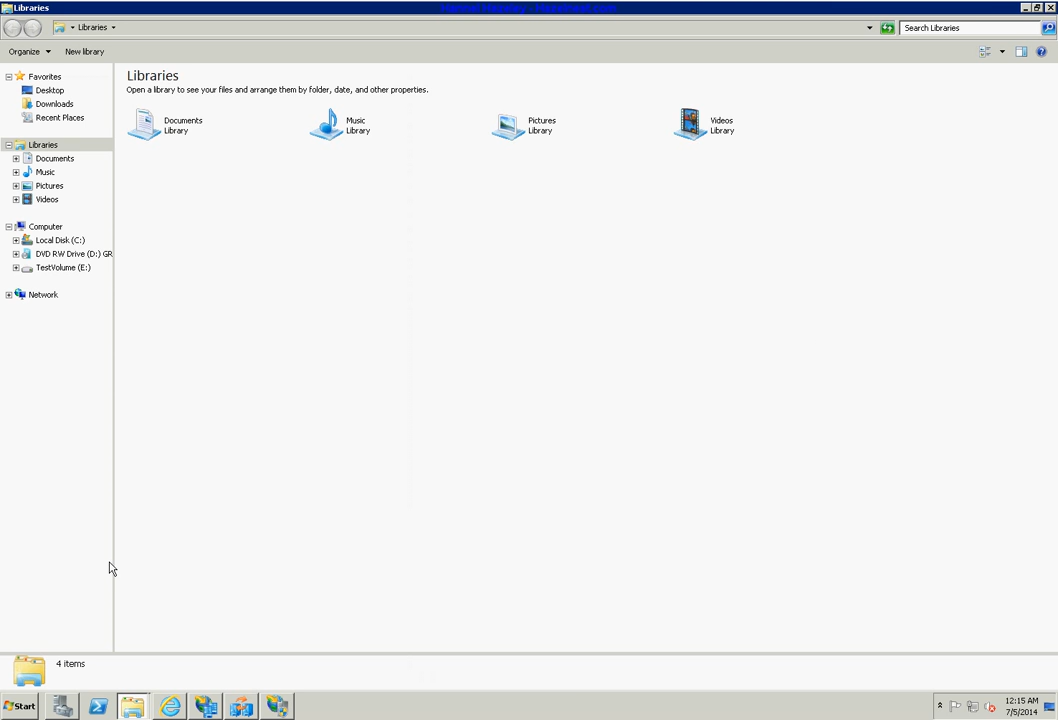 Libraries
Libraries
Search Libraries
Organize
New library
Favorites
Desktop
Downloads
Recent Places
Libraries
Documents
Music
Pictures
Videos
Computer
Local Disk (C:)
DVD RW Drive (D:) GR
TestVolume (E:)
Network
Libraries
Open a library to see your files and arrange them by folder, date, and other properties.
Documents
Library
Music
Library
Pictures
Library
Videos
Library
4 items
Start
12:15 AM
7/5/2014